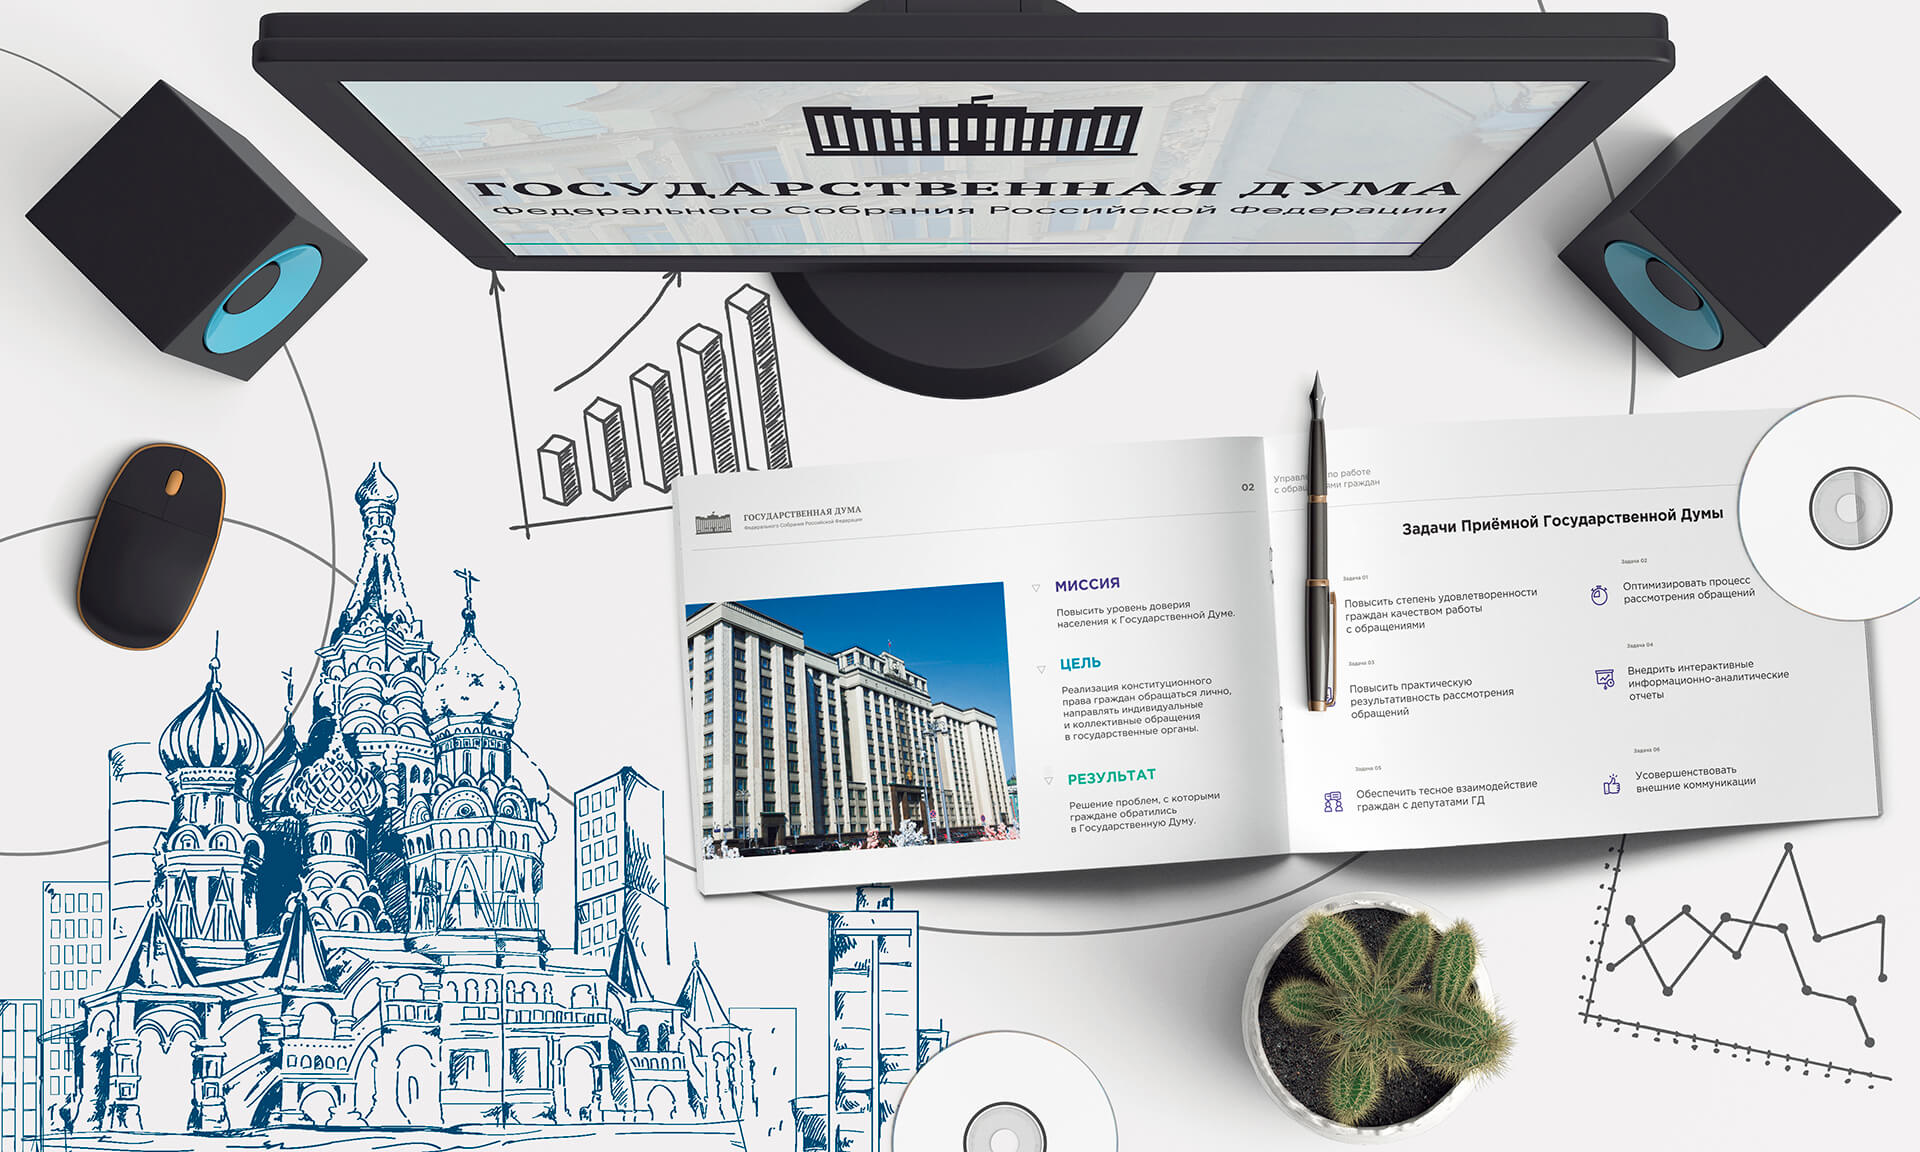 ГОСУДАРСТВЕННАЯ ДУМА
Федерального Собрания Российской Федерации
ГОСУДАРСТВЕННАЯ ДУМА
Федерального Собрания Российской Федерации
02
МИССИЯ
Повысить уровень доверия
населения к Государственной Думе.
ЦЕЛЬ
Реализация конституционного
права граждан обращаться лично,
направлять индивидуальные
и коллективные обращения
в государственные органы.
РЕЗУЛЬТАТ
Решение проблем, с которыми
граждане обратились
в Государственную Думу.
по работе
с граждан
Задачи Приёмной Государственной Думы
Задача 01
Повысить степень удовлетворенности
граждан качеством работы
с обращениями
Задача 02
Оптимизировать процесс
рассмотрения обращений
Задача 03
Повысить практическую
результативность рассмотрения
обращений
Задача 04
Внедрить интерактивные
информационно-аналитические
отчеты
Задача 05
Обеспечить тесное взаимодействие
граждан с депутатами ГД
Задача 06
Усовершенствовать
внешние коммуникации